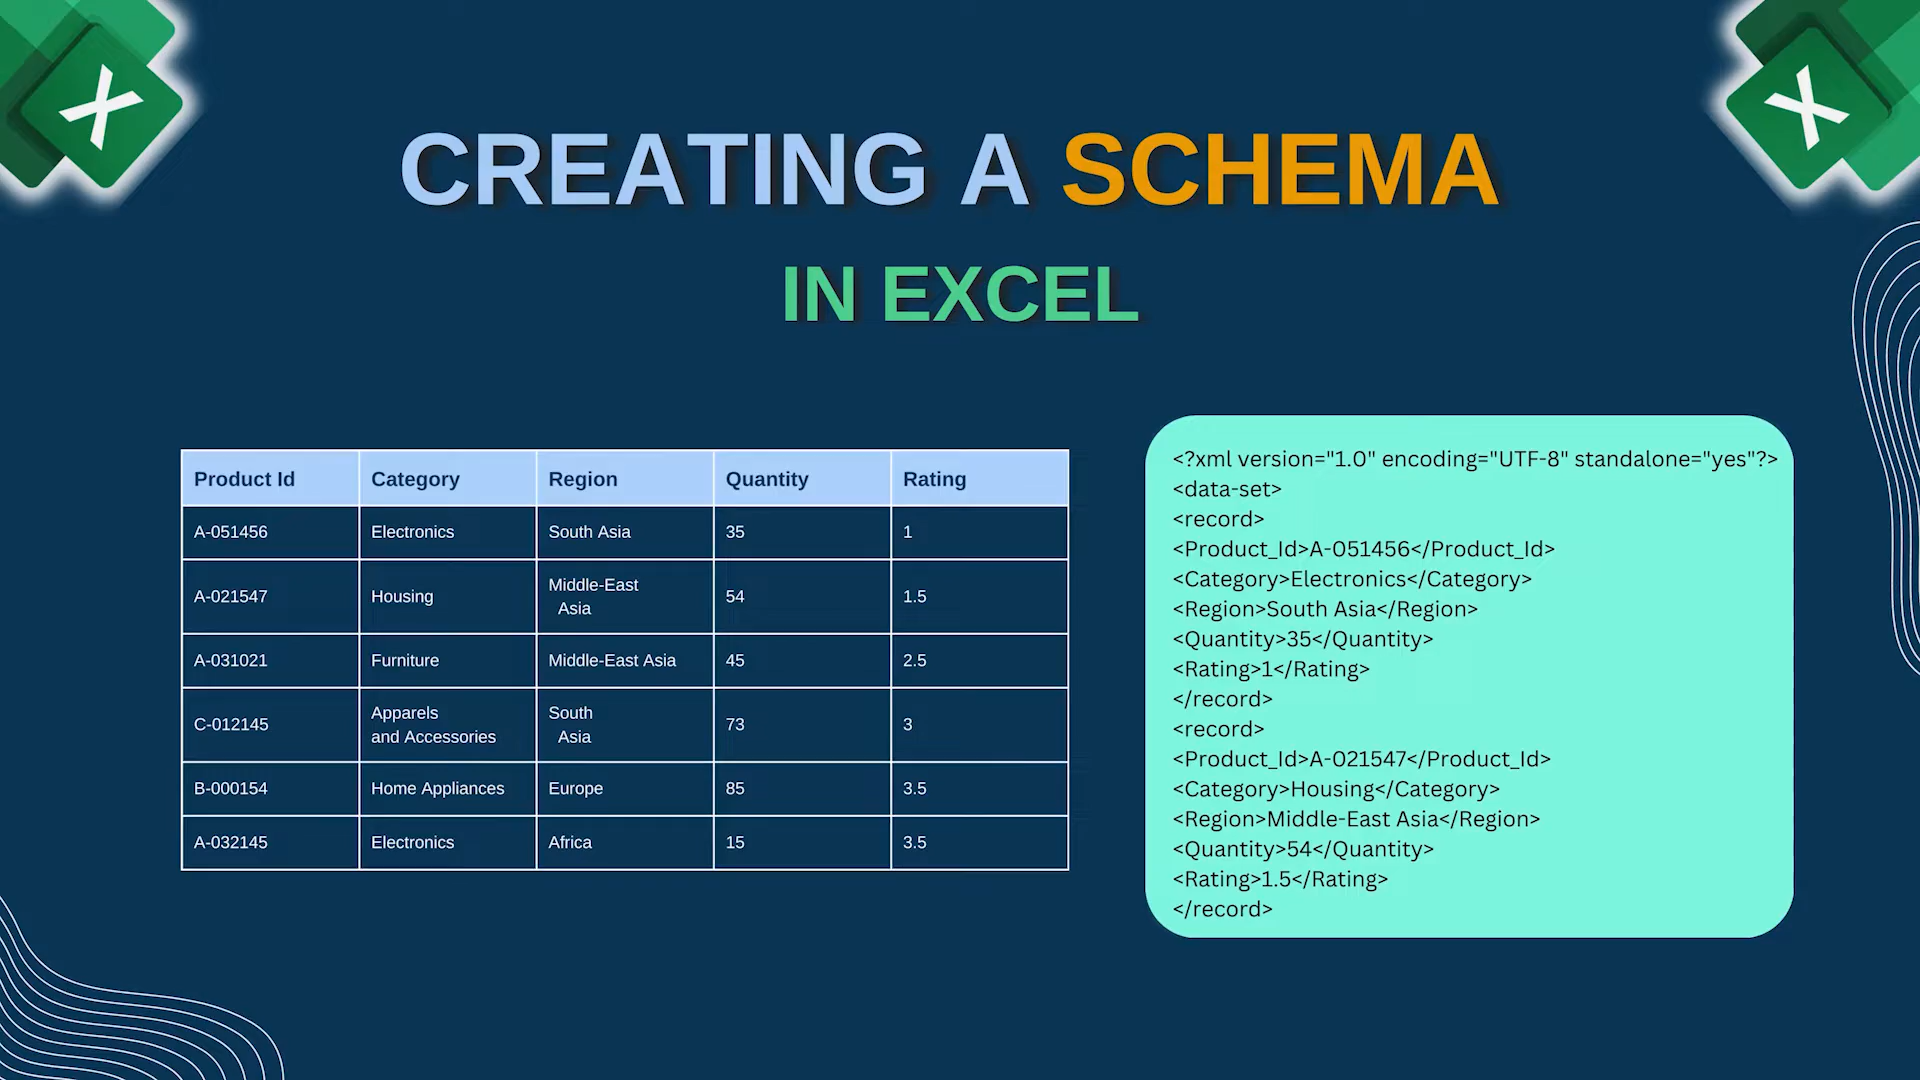 CREATING A SCHEMA
IN EXCEL
Product Id Category Region Quantity Rating
A-051456 Electronics South Asia 35 1
A-021547 Housing Middle-East
Asia 54 1.5
A-031021 Furniture Middle-East Asia 45 2.5
C-012145 Apparels
and Accessories South
Asia 73 3
B-000154 Home Appliances Europe 85 3.5
A-032145 Electronics Africa 15 3.5
<?xml version="1.0" encoding="UTF-8" standalone="yes"?>
<data-set>
<record>
<Product_Id>A-051456</Product_Id>
<Category>Electronics</Category>
<Region>South Asia</Region>
<Quantity>35</Quantity>
<Rating>1</Rating>
</record>
<record>
<Product_Id>A-021547</Product_Id>
<Category>Housing</Category>
<Region>Middle-East Asia</Region>
<Quantity>54</Quantity>
<Rating>1.5</Rating>
</record>
X
X